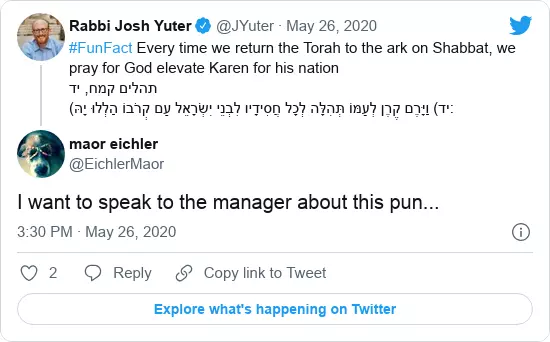 Rabbi Josh Yuter @JYuter · May 26, 2020
#FunFact Every time we return the Torah to the ark on Shabbat, we
pray for God elevate Karen for his nation
תהלים קמח, יד
(יד) וַיָּרֶם קֶרֶן לְעַמּוֹ תְּהִלָּה לְכָל חֲסִידָיו לִבְנֵי יִשְׂרָאֵל עַם קְרֹבוֹ הַלְלוּ יָהּ:
maor eichler
@EichlerMaor
I want to speak to the manager about this pun...
3:30 PM · May 26, 2020
2 Reply Copy link to Tweet
Explore what's happening on Twitter